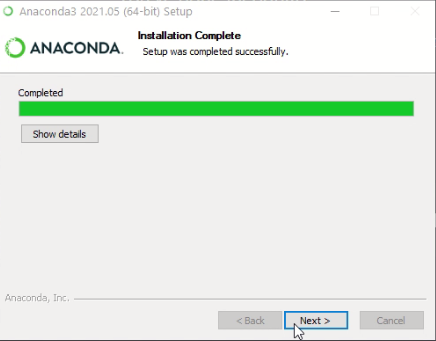 Anaconda3 2021.05 (64-bit) Setup
ANACONDA.
Installation Complete
Setup was completed successfully.
Completed
Show details
Anaconda, Inc.
< Back
Next >
Cancel